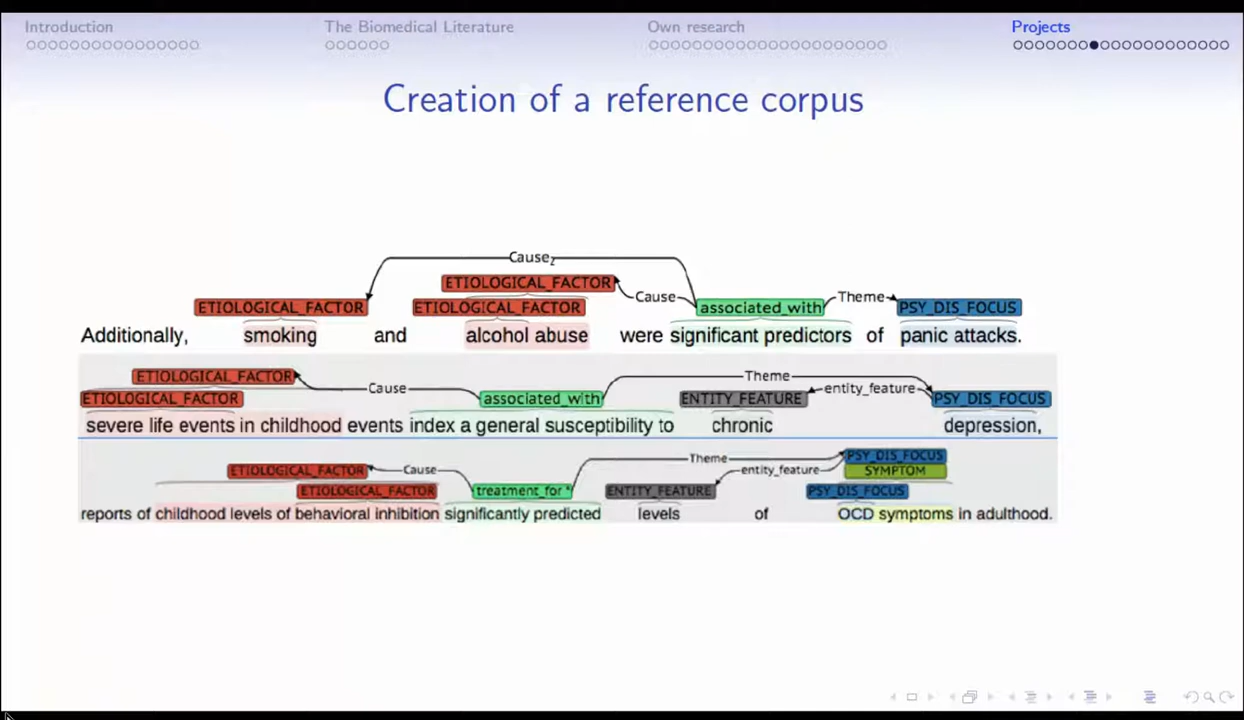 Introduction The Biomedical Literature Own research Projects
Creation of a reference corpus
Cause₂
ETIOLOGICAL_FACTOR
ETIOLOGICAL_FACTOR ETIOLOGICAL_FACTOR Cause associated_with Theme PSY_DIS_FOCUS
Additionally, smoking and alcohol abuse were significant predictors of panic attacks.
ETIOLOGICAL_FACTOR Cause Theme entity_feature
ETIOLOGICAL_FACTOR associated_with ENTITY_FEATURE PSY_DIS_FOCUS
severe life events in childhood events index a general susceptibility to chronic depression,
Theme PSY_DIS_FOCUS
ETIOLOGICAL_FACTOR Cause entity_feature SYMPTOM
ETIOLOGICAL_FACTOR treatment_for * ENTITY_FEATURE PSY_DIS_FOCUS
reports of childhood levels of behavioral inhibition significantly predicted levels of OCD symptoms in adulthood.